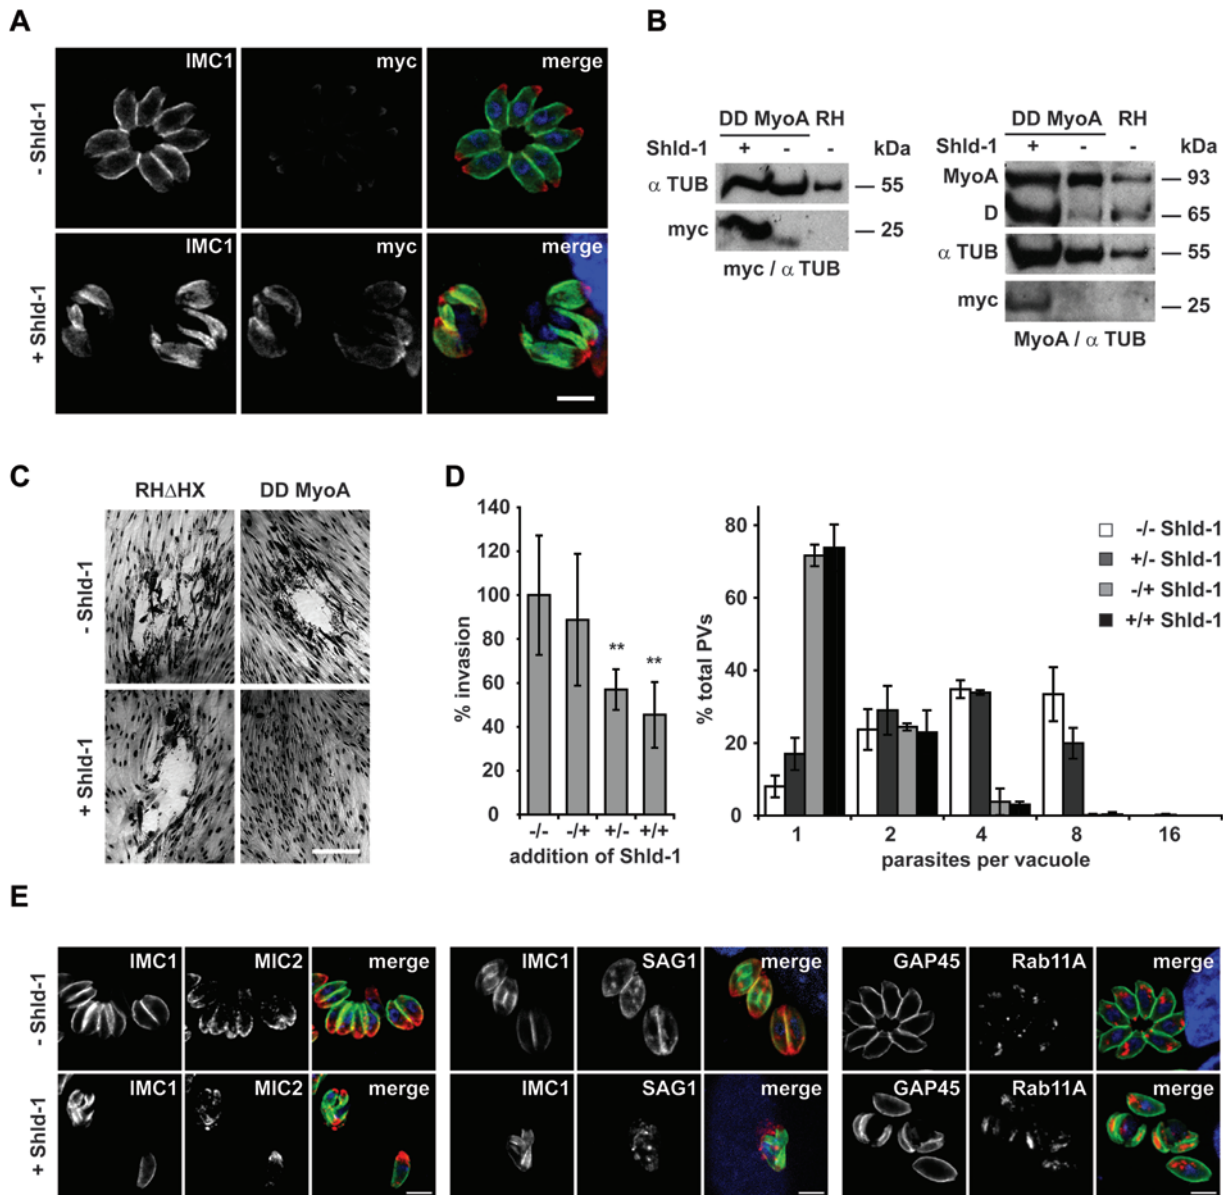 A
IMC1 myc merge
- Shld-1
IMC1 myc merge
+ Shld-1
B
DD MyoA RH
Shld-1 + - - kDa
α TUB — 55
myc — 25
myc / α TUB
DD MyoA RH
Shld-1 + - - kDa
MyoA — 93
D — 65
α TUB — 55
myc — 25
MyoA / α TUB
C
RHΔHX DD MyoA
- Shld-1
+ Shld-1
D
% invasion
140
120
100
80
60
40
20
0
** **
-/- -/+ +/- +/+
addition of Shld-1
% total PVs
80
60
40
20
0
1 2 4 8 16
parasites per vacuole
-/- Shld-1
+/- Shld-1
-/+ Shld-1
+/+ Shld-1
E
- Shld-1
IMC1 MIC2 merge IMC1 SAG1 merge GAP45 Rab11A merge
+ Shld-1
IMC1 MIC2 merge IMC1 SAG1 merge GAP45 Rab11A merge